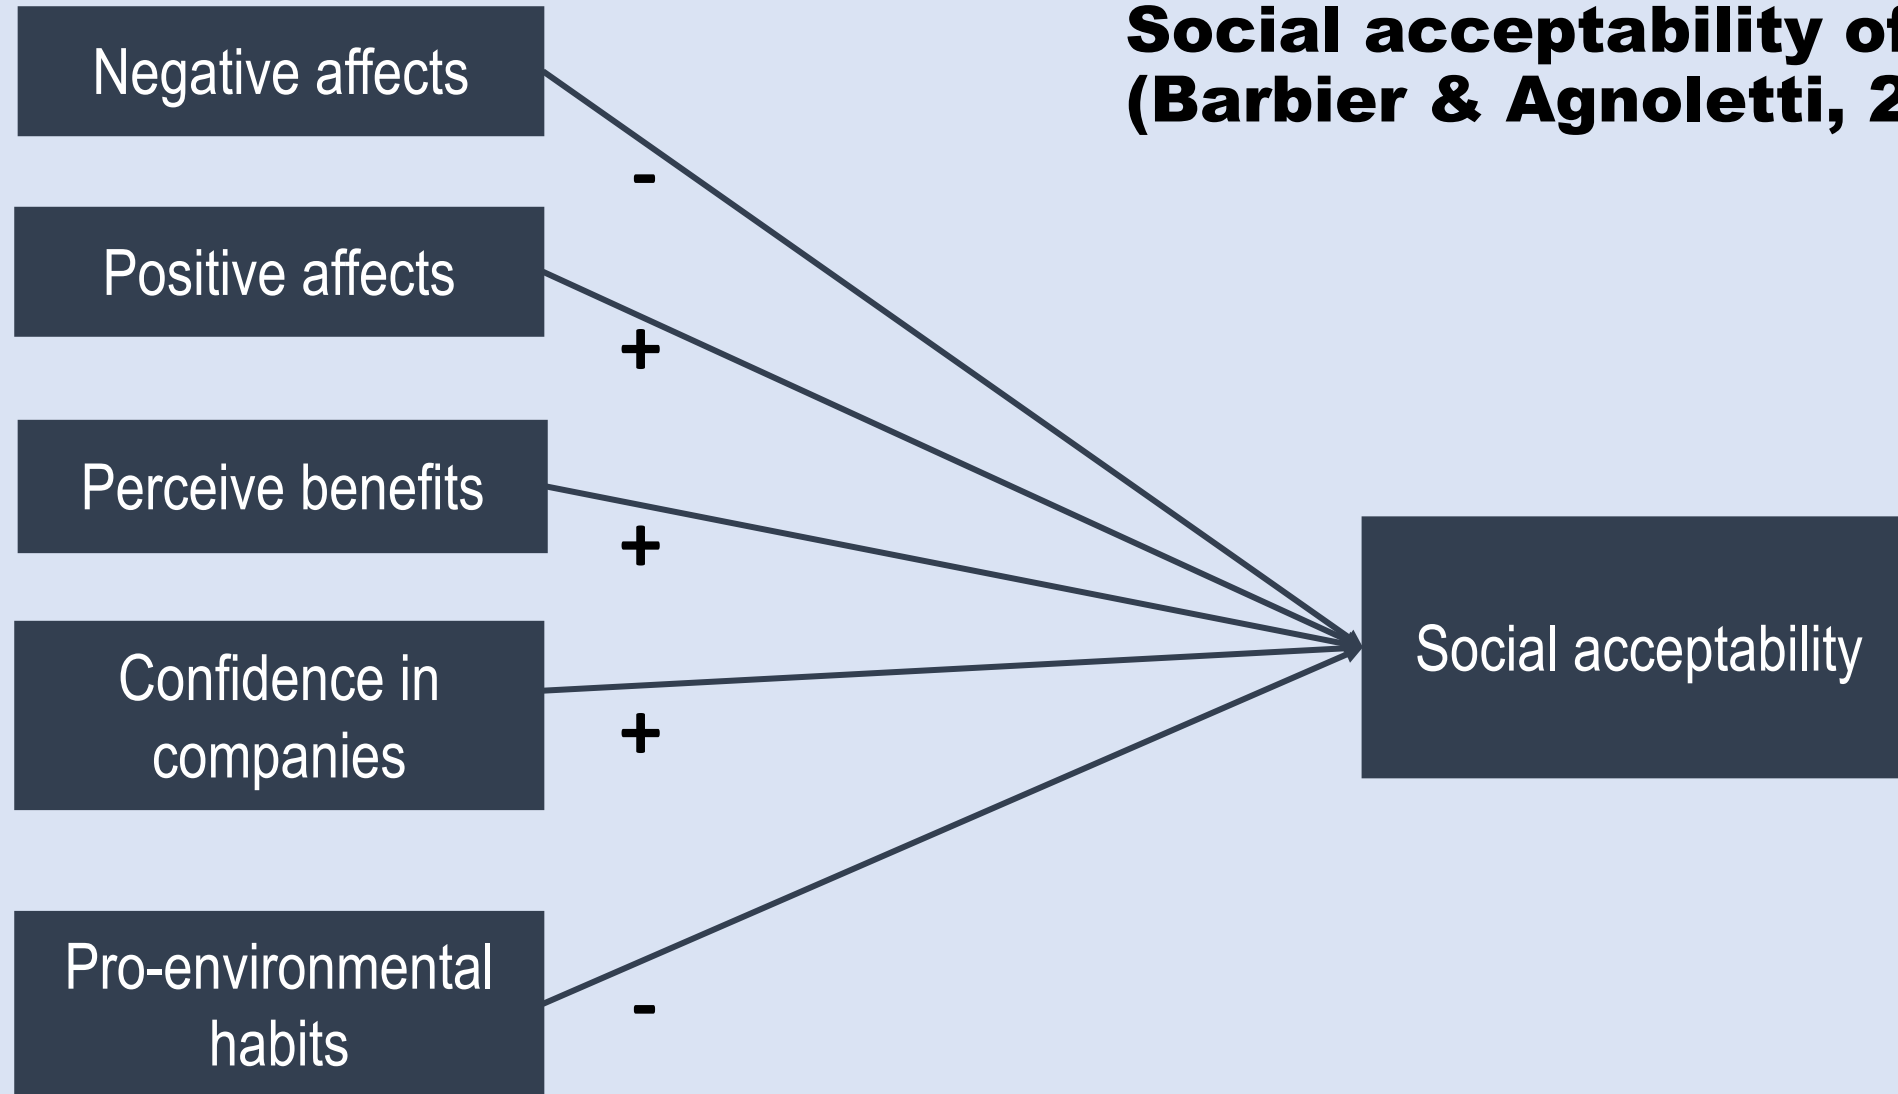 Social acceptability of
(Barbier & Agnoletti, 2
Negative affects
-
Positive affects
+
Perceive benefits
+
Confidence in
companies
+
Pro-environmental
habits
-
Social acceptability